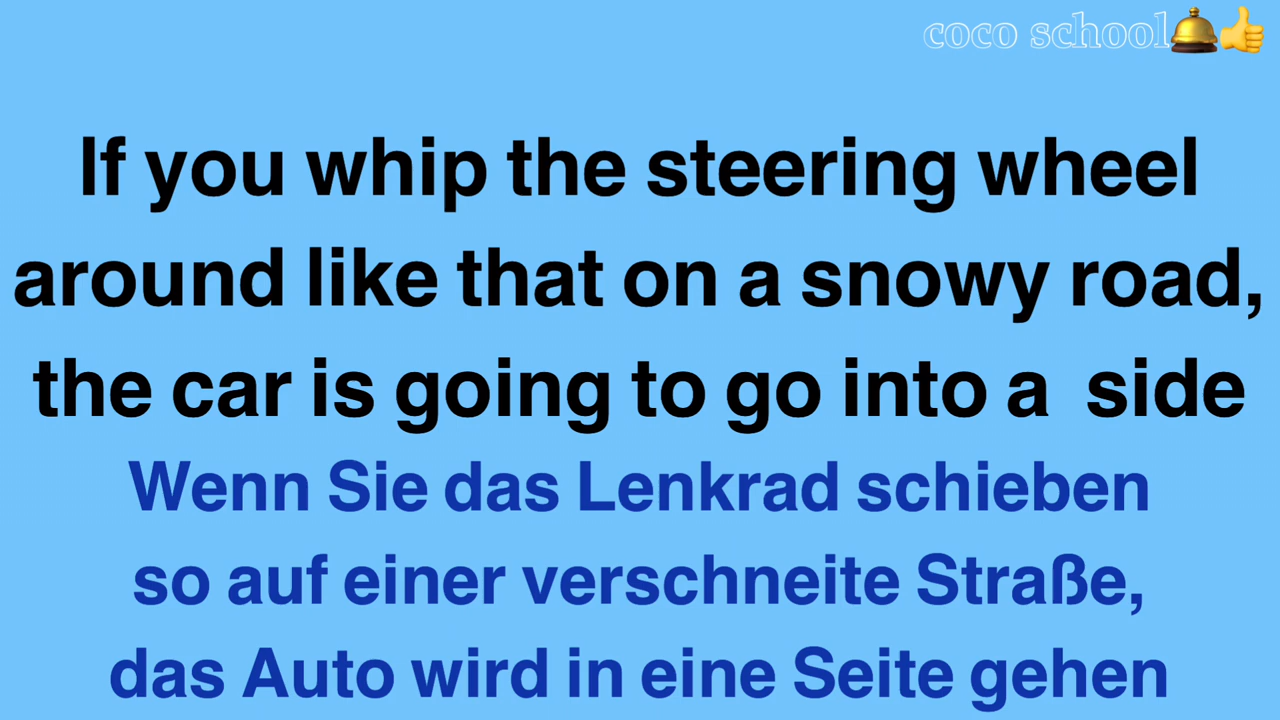 coco school
If you whip the steering wheel
around like that on a snowy road,
the car is going to go into a side
Wenn Sie das Lenkrad schieben
so auf einer verschneite Straße,
das Auto wird in eine Seite gehen